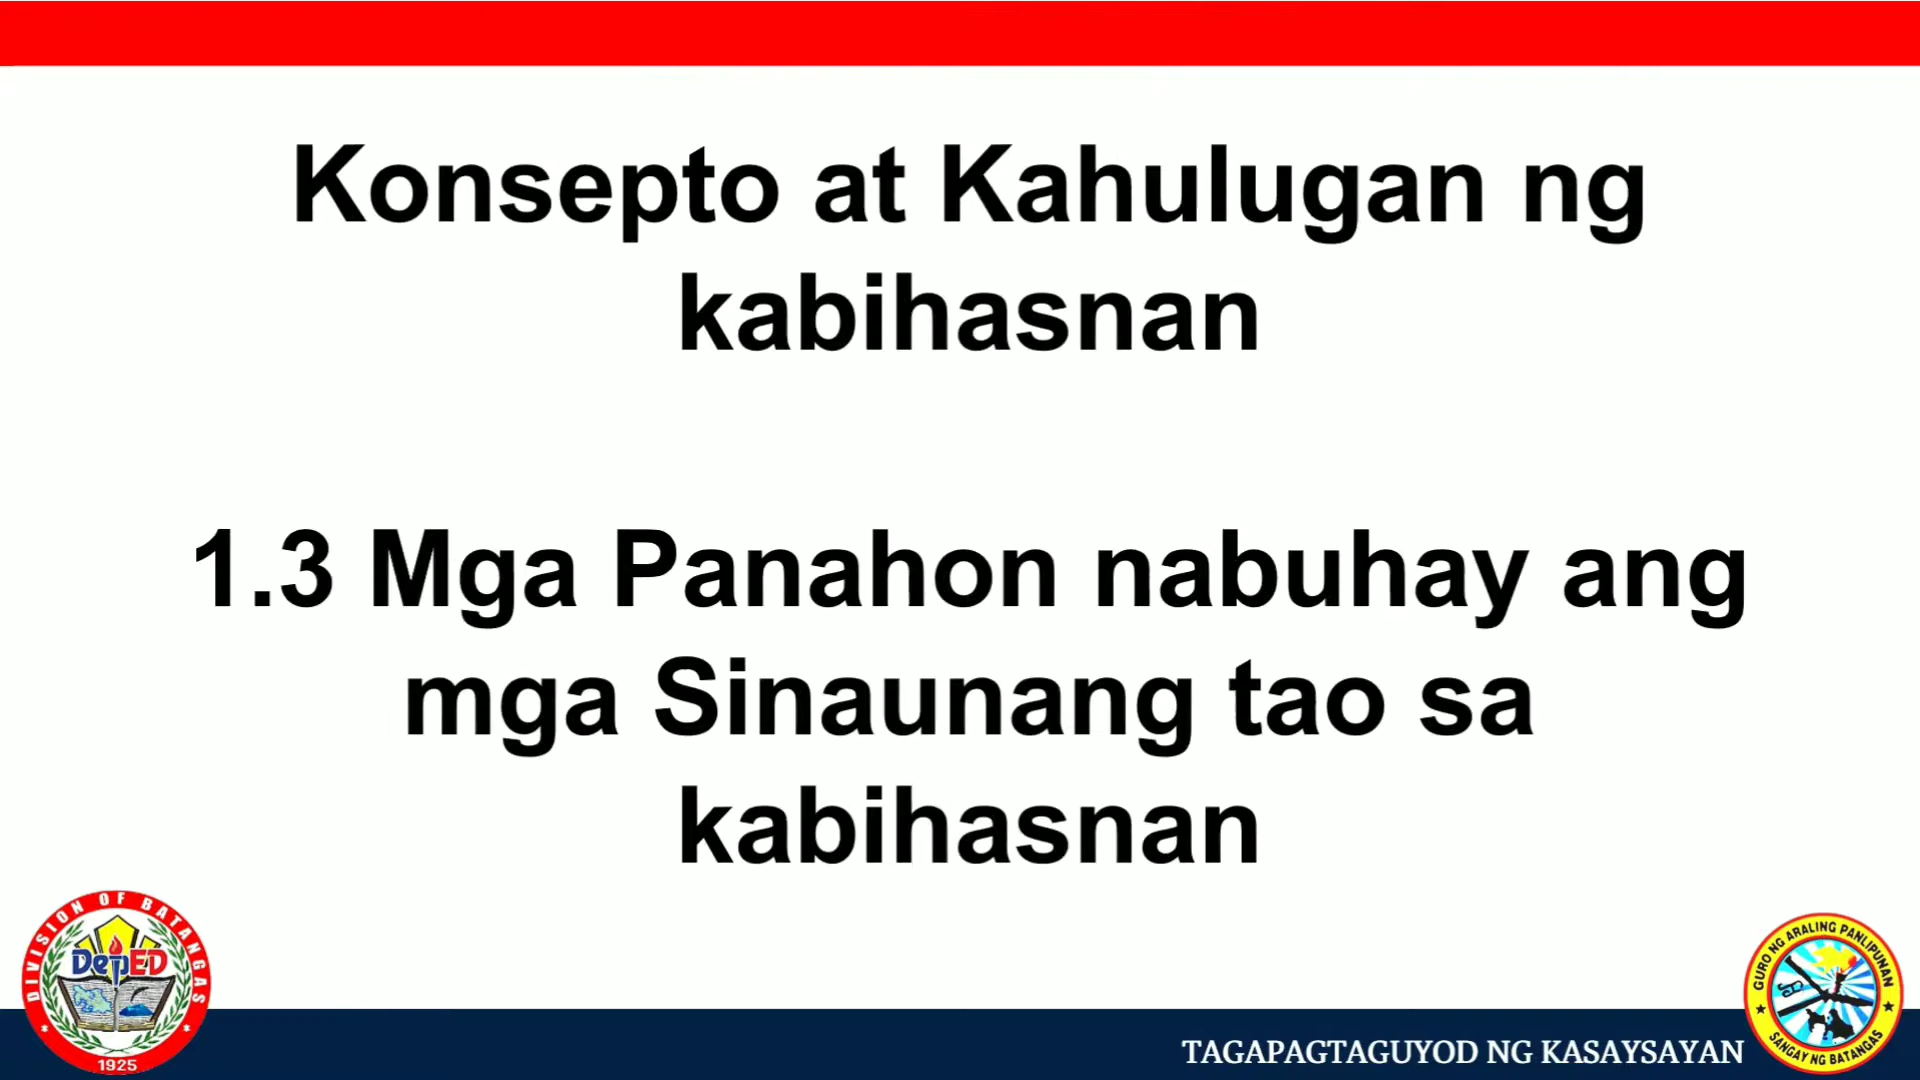 Konsepto at Kahulugan ng
kabihasnan
1.3 Mga Panahon nabuhay ang
mga Sinaunang tao sa
kabihasnan
DIVISION OF BATANGAS
DepED
1925
TAGAPAGTAGUYOD NG KASAYSAYAN
GURO NG ARALING PANLIPUNAN
SANGAY NG BATANGAS